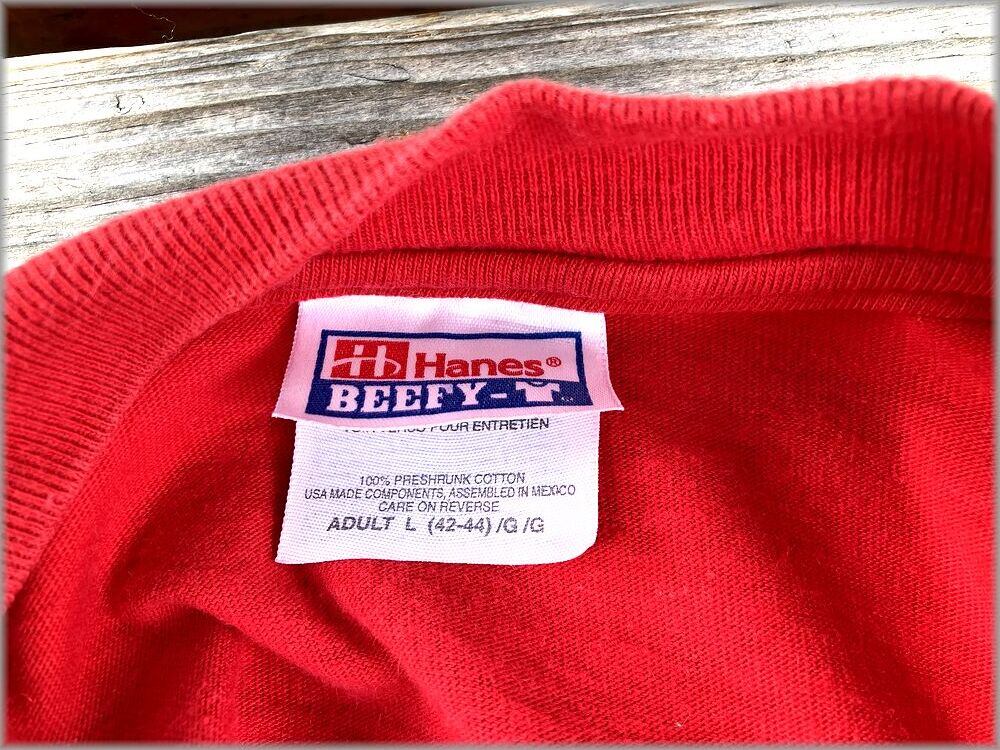 Hanes®
BEEFY-T
POUR ENTRETIEN
100% PRESHRUNK COTTON
USA MADE COMPONENTS, ASSEMBLED IN MEXICO
CARE ON REVERSE
ADULT L (42-44) /G /G